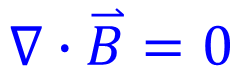 ∇ · B⃗ = 0